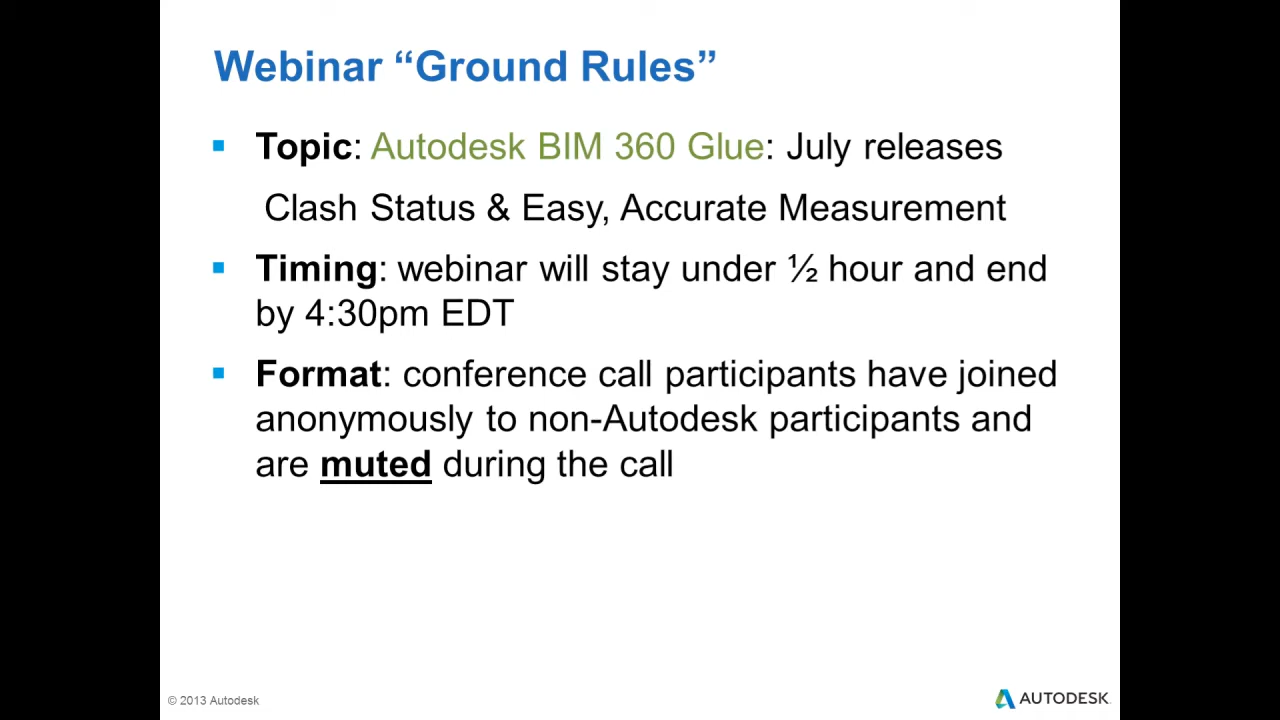 Webinar “Ground Rules”
Topic: Autodesk BIM 360 Glue: July releases
Clash Status & Easy, Accurate Measurement
Timing: webinar will stay under ½ hour and end
by 4:30pm EDT
Format: conference call participants have joined
anonymously to non-Autodesk participants and
are muted during the call
© 2013 Autodesk
AUTODESK.